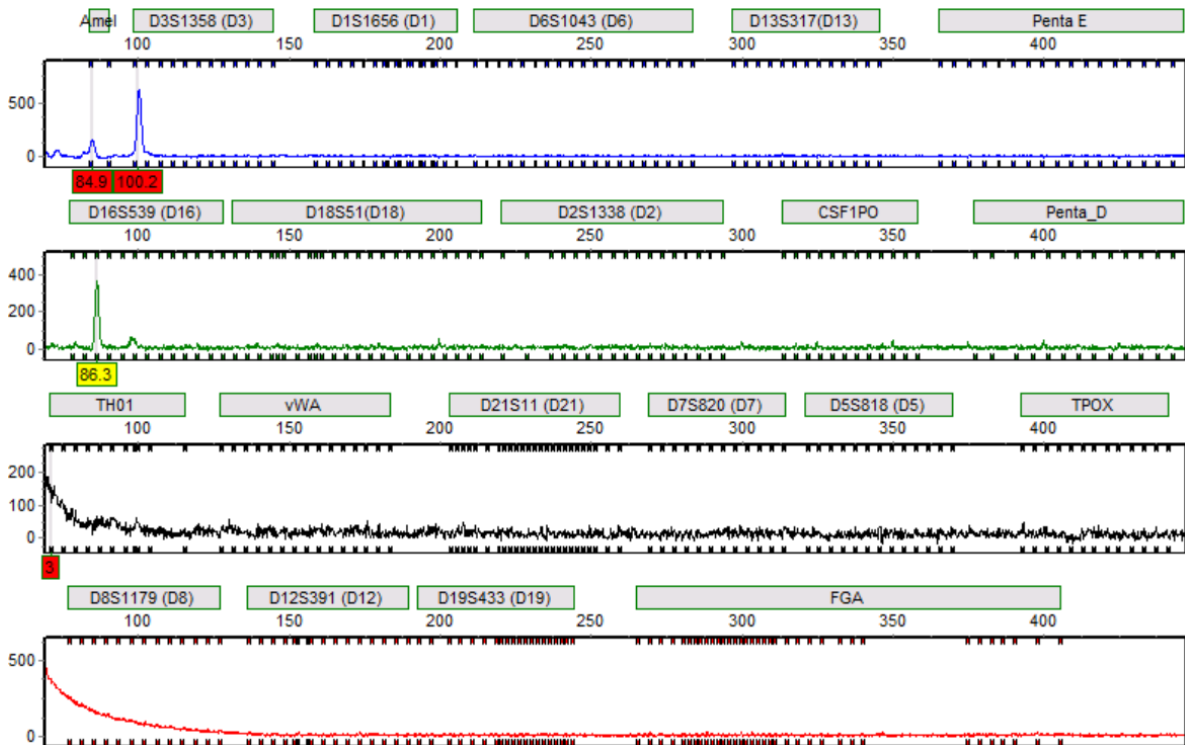 Amel D3S1358 (D3) D1S1656 (D1) D6S1043 (D6) D13S317(D13) Penta E
100 150 200 250 300 350 400
500
0
84.9 100.2
D16S539 (D16) D18S51(D18) D2S1338 (D2) CSF1PO Penta_D
100 150 200 250 300 350 400
400
200
0
86.3
TH01 vWA D21S11 (D21) D7S820 (D7) D5S818 (D5) TPOX
100 150 200 250 300 350 400
200
100
0
3
D8S1179 (D8) D12S391 (D12) D19S433 (D19) FGA
100 150 200 250 300 350 400
500
0